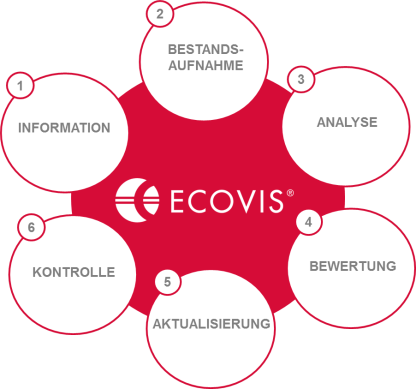 1
INFORMATION
2
BESTANDS-
AUFNAHME
3
ANALYSE
4
BEWERTUNG
5
AKTUALISIERUNG
6
KONTROLLE
ECOVIS®